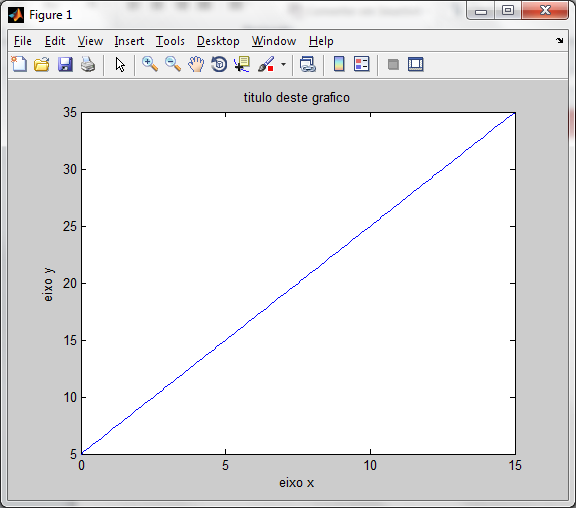 Figure 1
File Edit View Insert Tools Desktop Window Help
titulo deste grafico
35
30
25
20
15
10
5
eixo y
0 5 10 15
eixo x